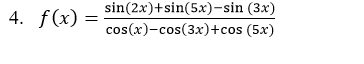 4. f(x) = sin(2x)+sin(5x)−sin (3x) / cos(x)−cos(3x)+cos (5x)